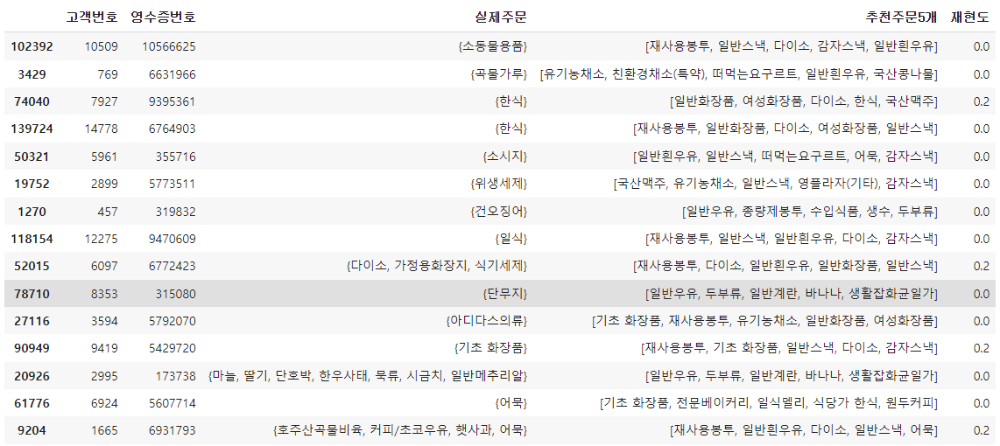 고객번호 영수증번호 실제주문 추천주문5개 재현도
102392 10509 10566625 {소동물용품} [재사용봉투, 일반스낵, 다이소, 감자스낵, 일반흰우유] 0.0
3429 769 6631966 {곡물가루} [유기농채소, 친환경채소(특약), 떠먹는요구르트, 일반흰우유, 국산콩나물] 0.0
74040 7927 9395361 {한식} [일반화장품, 여성화장품, 다이소, 한식, 국산맥주] 0.2
139724 14778 6764903 {한식} [재사용봉투, 일반화장품, 다이소, 여성화장품, 일반스낵] 0.0
50321 5961 355716 {소시지} [일반흰우유, 일반스낵, 떠먹는요구르트, 어묵, 감자스낵] 0.0
19752 2899 5773511 {위생세제} [국산맥주, 유기농채소, 일반스낵, 영플라자(기타), 감자스낵] 0.0
1270 457 319832 {건오징어} [일반우유, 종량제봉투, 수입식품, 생수, 두부류] 0.0
118154 12275 9470609 {일식} [재사용봉투, 일반스낵, 일반흰우유, 다이소, 감자스낵] 0.0
52015 6097 6772423 {다이소, 가정용화장지, 식기세제} [재사용봉투, 다이소, 일반흰우유, 일반화장품, 일반스낵] 0.2
78710 8353 315080 {단무지} [일반우유, 두부류, 일반계란, 바나나, 생활잡화균일가] 0.0
27116 3594 5792070 {아디다스의류} [기초 화장품, 재사용봉투, 유기농채소, 일반화장품, 여성화장품] 0.0
90949 9419 5429720 {기초 화장품} [재사용봉투, 기초 화장품, 일반스낵, 다이소, 감자스낵] 0.2
20926 2995 173738 {마늘, 딸기, 단호박, 한우사태, 묵류, 시금치, 일반메추리알} [일반우유, 두부류, 일반계란, 바나나, 생활잡화균일가] 0.0
61776 6924 5607714 {어묵} [기초 화장품, 전문베이커리, 일식델리, 식당가 한식, 원두커피] 0.0
9204 1665 6931793 {호주산곡물비육, 커피/초코우유, 햇사과, 어묵} [재사용봉투, 일반흰우유, 다이소, 일반스낵, 어묵] 0.2